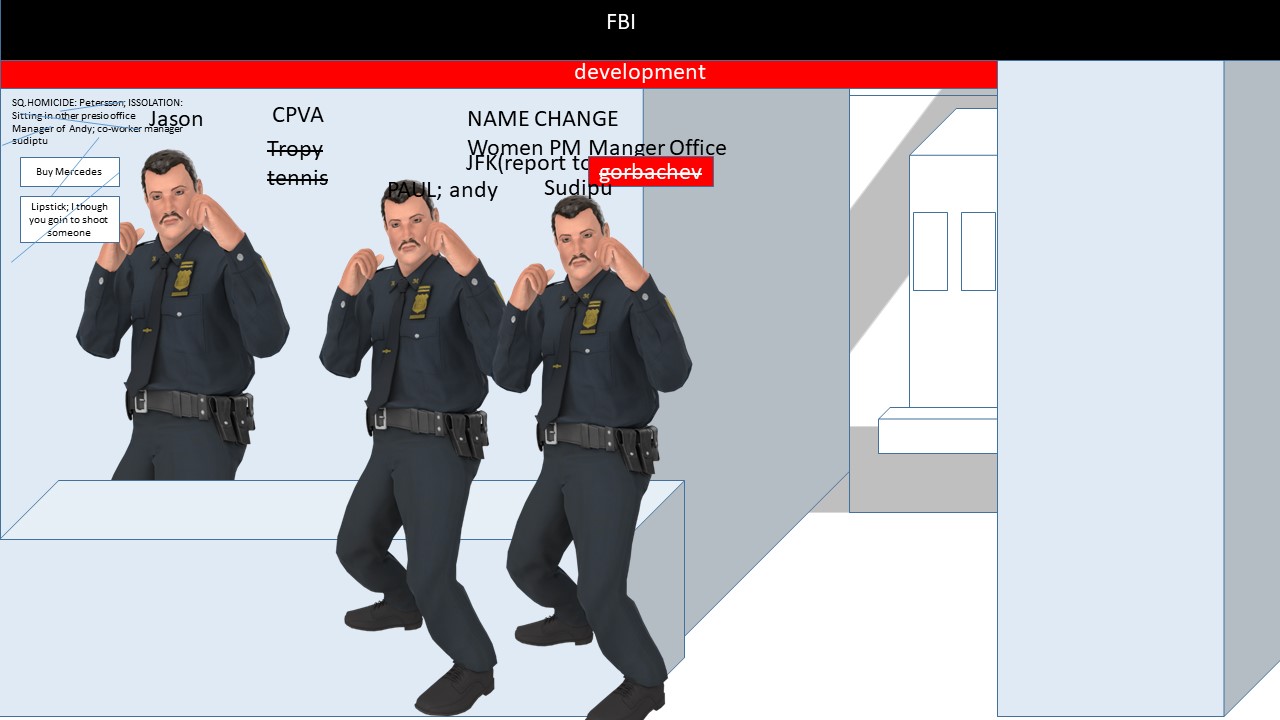 FBI
development
SQ.HOMICIDE: Petersson; ISSOLATION:
Sitting in other presio office
Manager of Andy; co-worker manager
sudiptu
Jason
Buy Mercedes
Lipstick; I though
you goin to shoot
someone
CPVA
Tropy
tennis
NAME CHANGE
Women PM Manger Office
JFK(report to
gorbachev
PAUL; andy
Sudipu